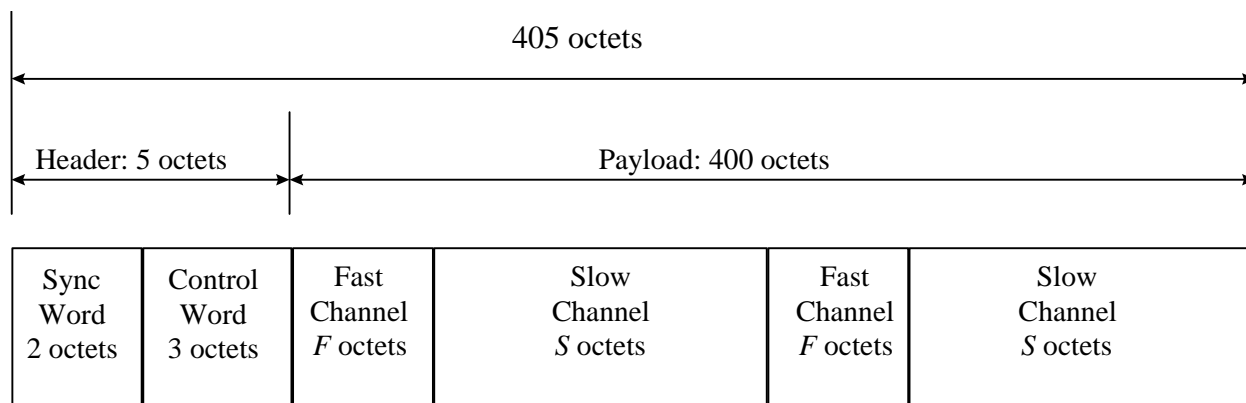 405 octets
Header: 5 octets
Payload: 400 octets
Sync
Word
2 octets
Control
Word
3 octets
Fast
Channel
F octets
Slow
Channel
S octets
Fast
Channel
F octets
Slow
Channel
S octets